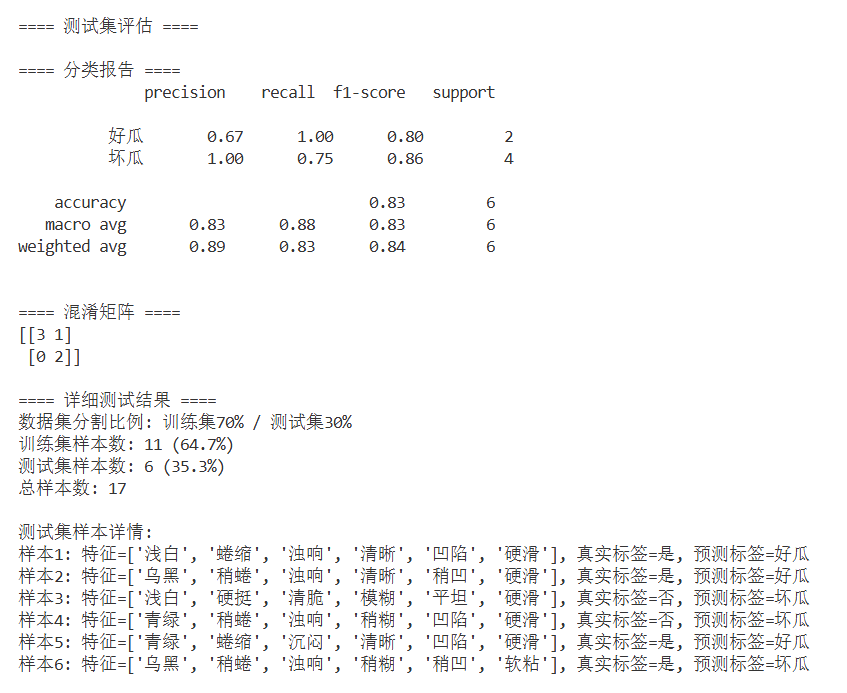 ==== 测试集评估 ====
==== 分类报告 ====
precision recall f1-score support
好瓜 0.67 1.00 0.80 2
坏瓜 1.00 0.75 0.86 4
accuracy 0.83 6
macro avg 0.83 0.88 0.83 6
weighted avg 0.89 0.83 0.84 6
==== 混淆矩阵 ====
[[3 1]
[0 2]]
==== 详细测试结果 ====
数据集分割比例: 训练集70% / 测试集30%
训练集样本数: 11 (64.7%)
测试集样本数: 6 (35.3%)
总样本数: 17
测试集样本详情:
样本1: 特征=['浅白', '蜷缩', '浊响', '清晰', '凹陷', '硬滑'], 真实标签=是, 预测标签=好瓜
样本2: 特征=['乌黑', '稍蜷', '浊响', '清晰', '稍凹', '硬滑'], 真实标签=是, 预测标签=好瓜
样本3: 特征=['浅白', '硬挺', '清脆', '模糊', '平坦', '硬滑'], 真实标签=否, 预测标签=坏瓜
样本4: 特征=['青绿', '稍蜷', '浊响', '稍糊', '凹陷', '硬滑'], 真实标签=否, 预测标签=坏瓜
样本5: 特征=['青绿', '蜷缩', '沉闷', '清晰', '凹陷', '硬滑'], 真实标签=是, 预测标签=好瓜
样本6: 特征=['乌黑', '稍蜷', '浊响', '稍糊', '稍凹', '软粘'], 真实标签=是, 预测标签=坏瓜